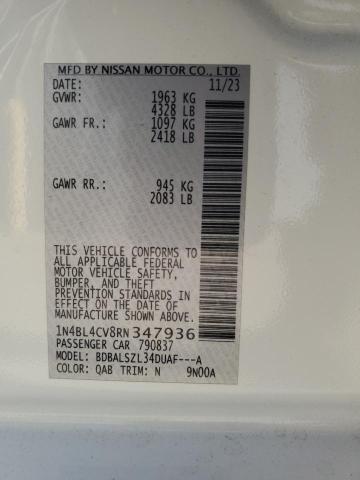 MFD BY NISSAN MOTOR CO., LTD.
DATE: 11/23
GVWR: 1963 KG
4328 LB
GAWR FR.: 1097 KG
2418 LB
GAWR RR.: 945 KG
2083 LB
THIS VEHICLE CONFORMS TO
ALL APPLICABLE FEDERAL
MOTOR VEHICLE SAFETY,
BUMPER, AND THEFT
PREVENTION STANDARDS IN
EFFECT ON THE DATE OF
MANUFACTURE SHOWN ABOVE.
1N4BL4CV8RN347936
PASSENGER CAR 790837
MODEL: BDBALSZL34DUAF---A
COLOR: QAB TRIM: N 9N00A